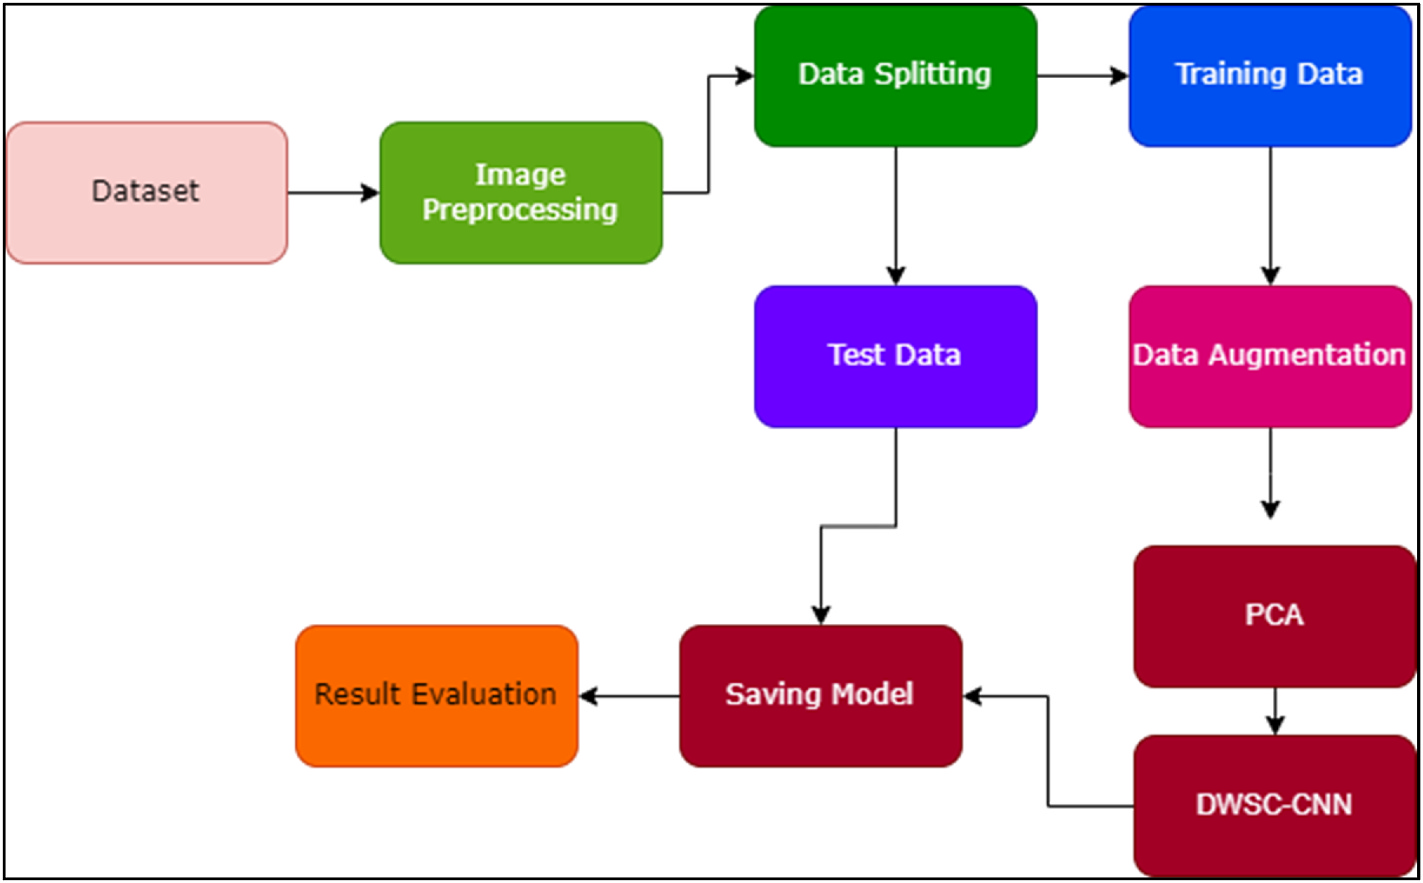 Dataset
Image
Preprocessing
Data Splitting
Training Data
Test Data
Data Augmentation
PCA
DWSC-CNN
Saving Model
Result Evaluation